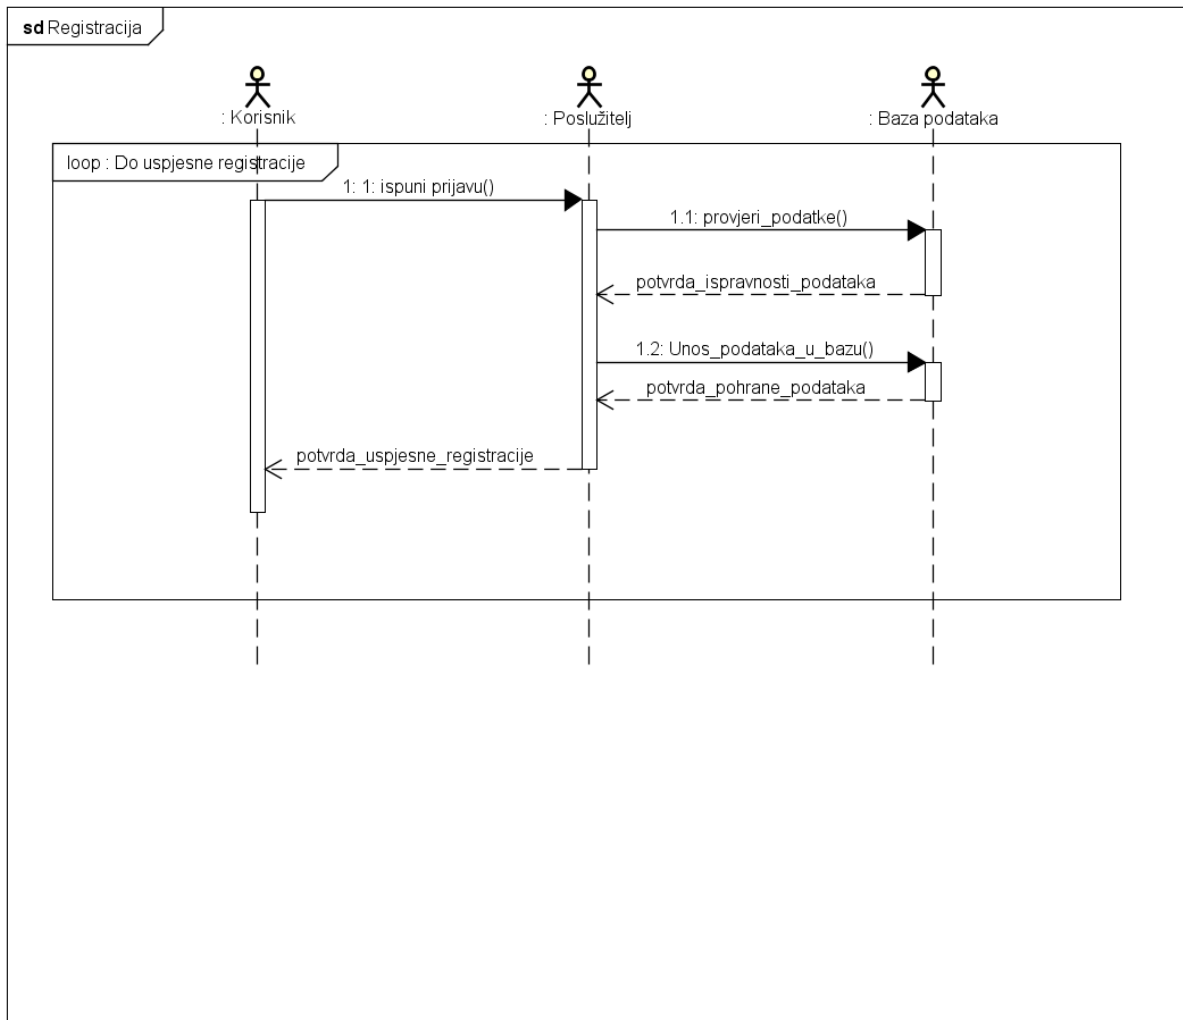 sd Registracija
: Korisnik
: Poslužitelj
: Baza podataka
loop : Do uspjesne registracije
1: 1: ispuni prijavu()
1.1: provjeri_podatke()
potvrda_ispravnosti_podataka
1.2: Unos_podataka_u_bazu()
potvrda_pohrane_podataka
potvrda_uspjesne_registracije